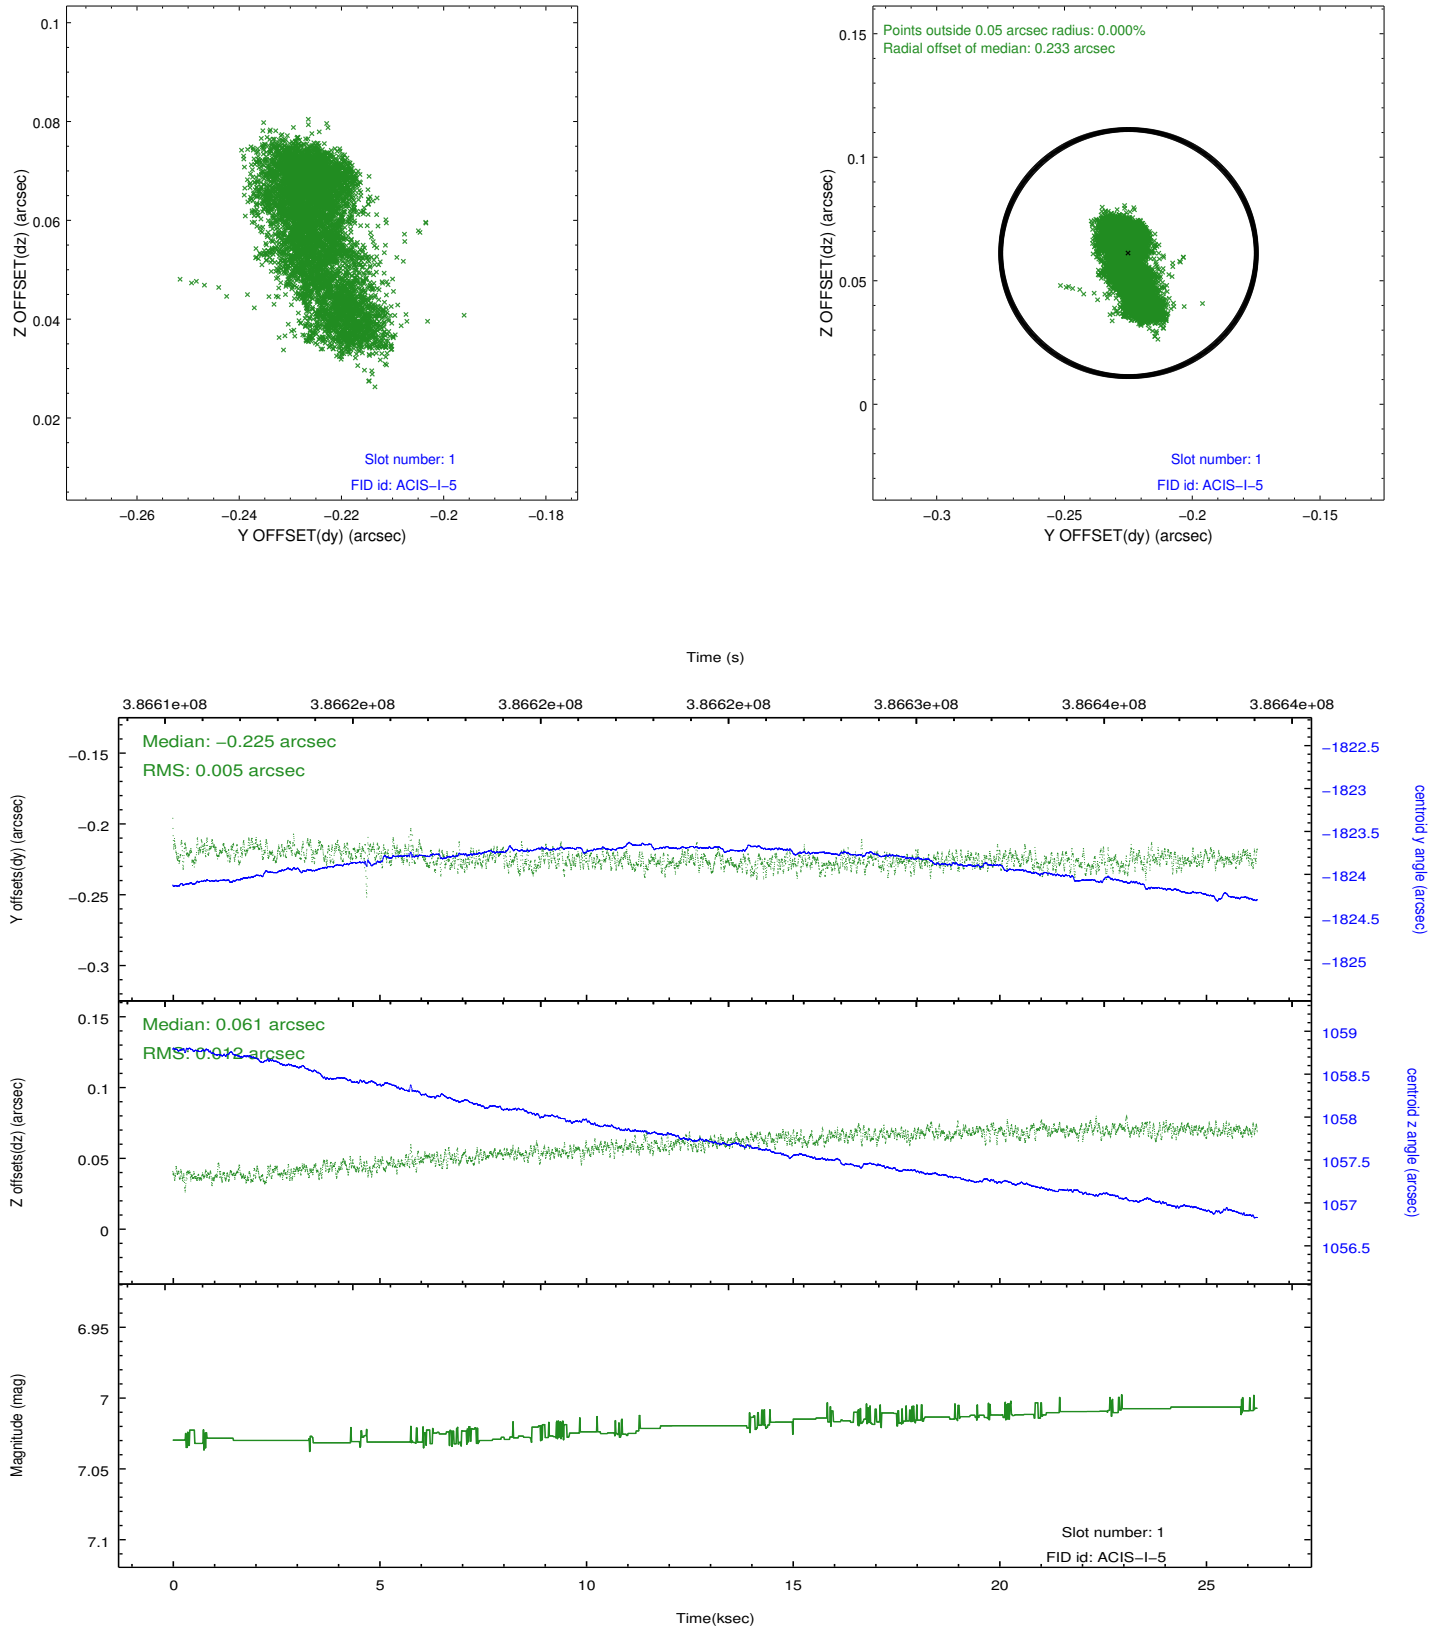 0.1
0.08
0.06
0.04
0.02
Z OFFSET(dz) (arcsec)
Slot number: 1
FID id: ACIS−I−5
−0.26 −0.24 −0.22 −0.2 −0.18
Y OFFSET(dy) (arcsec)
Points outside 0.05 arcsec radius: 0.000%
Radial offset of median: 0.233 arcsec
0.15
0.1
0.05
0
Z OFFSET(dz) (arcsec)
Slot number: 1
FID id: ACIS−I−5
−0.3 −0.25 −0.2 −0.15
Y OFFSET(dy) (arcsec)
Time (s)
3.8661e+08 3.8662e+08 3.8662e+08 3.8662e+08 3.8663e+08 3.8664e+08 3.8664e+08
Median: −0.225 arcsec
RMS: 0.005 arcsec
−0.15
−0.2
−0.25
−0.3
Y offsets(dy) (arcsec)
−1822.5
−1823
−1823.5
−1824
−1824.5
−1825
centroid y angle (arcsec)
Median: 0.061 arcsec
RMS: 0.012 arcsec
0.15
0.1
0.05
0
Z offsets(dz) (arcsec)
1059
1058.5
1058
1057.5
1057
1056.5
centroid z angle (arcsec)
6.95
7
7.05
7.1
Magnitude (mag)
Slot number: 1
FID id: ACIS−I−5
0 5 10 15 20 25
Time(ksec)